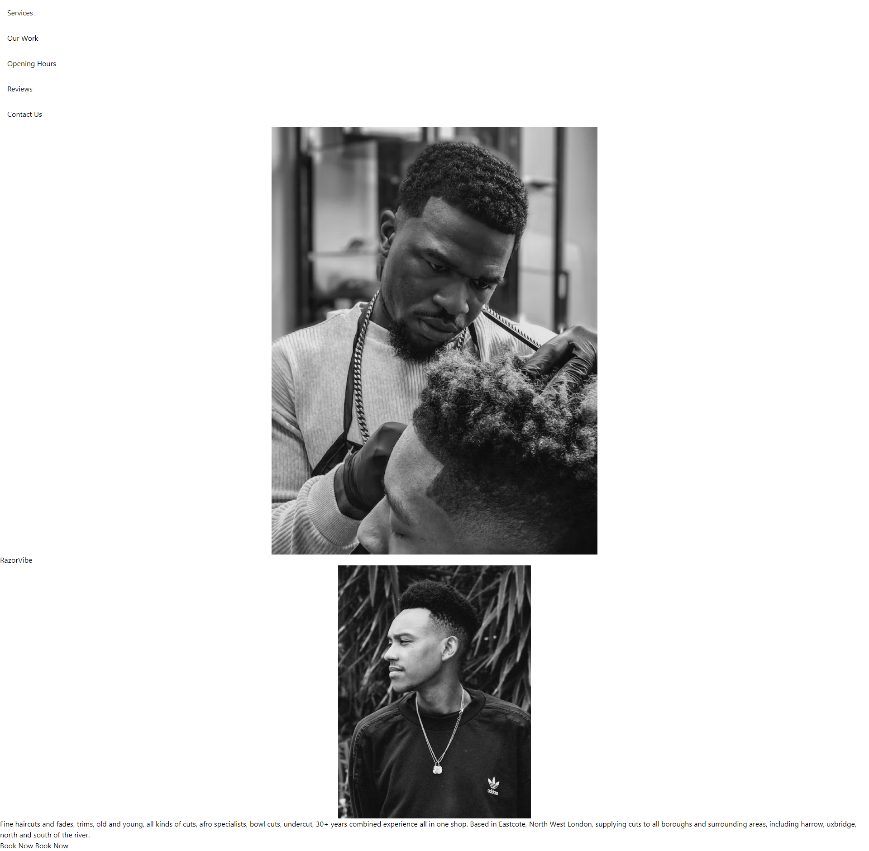 Services
Our Work
Opening Hours
Reviews
Contact Us
RazorVibe
adidas
Fine haircuts and fades, trims, old and young, all kinds of cuts, afro specialists, bowl cuts, undercut, 30+ years combined experience all in one shop. Based in Eastcote, North West London, supplying cuts to all boroughs and surrounding areas, including harrow, uxbridge,
north and south of the river.
Book Now Book Now